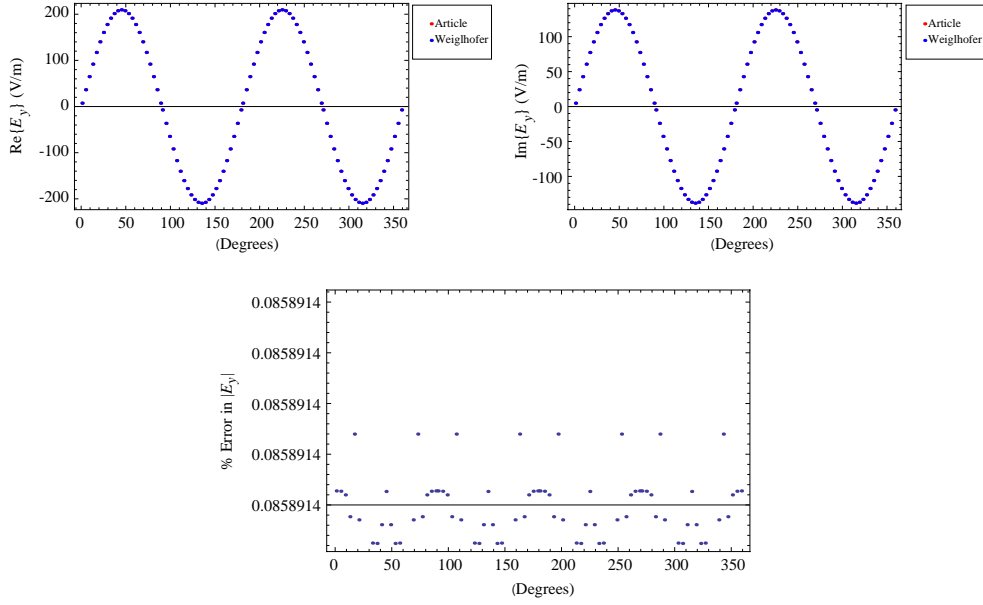 200
100
0
-100
-200
Re{E_y} (V/m)
0 50 100 150 200 250 300 350
(Degrees)
Article
Weiglhofer
100
50
0
-50
-100
Im{E_y} (V/m)
0 50 100 150 200 250 300 350
(Degrees)
Article
Weiglhofer
0.0858914
0.0858914
0.0858914
0.0858914
0.0858914
% Error in |E_y|
0 50 100 150 200 250 300 350
(Degrees)